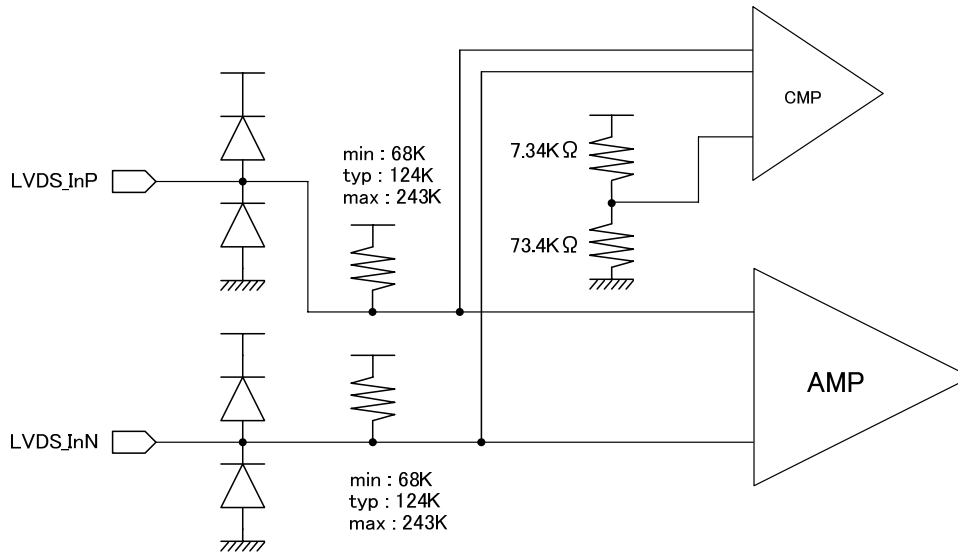 CMP
min : 68K
typ : 124K
max : 243K
7.34KΩ
LVDS_InP
73.4KΩ
AMP
LVDS_InN
min : 68K
typ : 124K
max : 243K